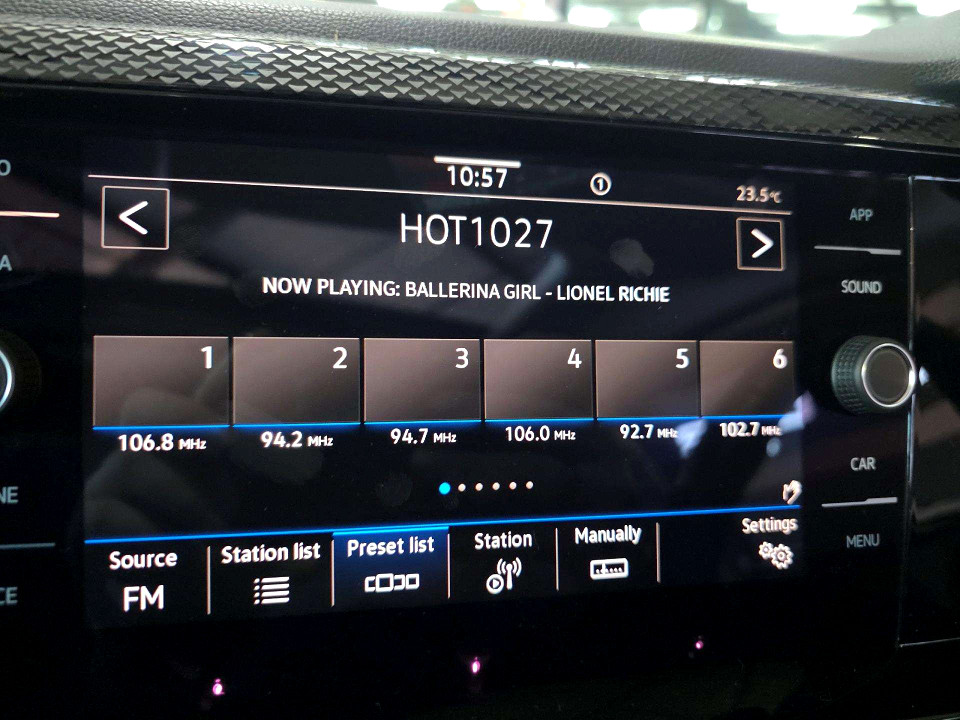 10:57
1
23.5°C
<
HOT1027
>
NOW PLAYING: BALLERINA GIRL - LIONEL RICHIE
1 2 3 4 5 6
106.8 MHz 94.2 MHz 94.7 MHz 106.0 MHz 92.7 MHz 102.7 MHz
Source Station list Preset list Station Manually Settings
FM
APP
SOUND
CAR
MENU